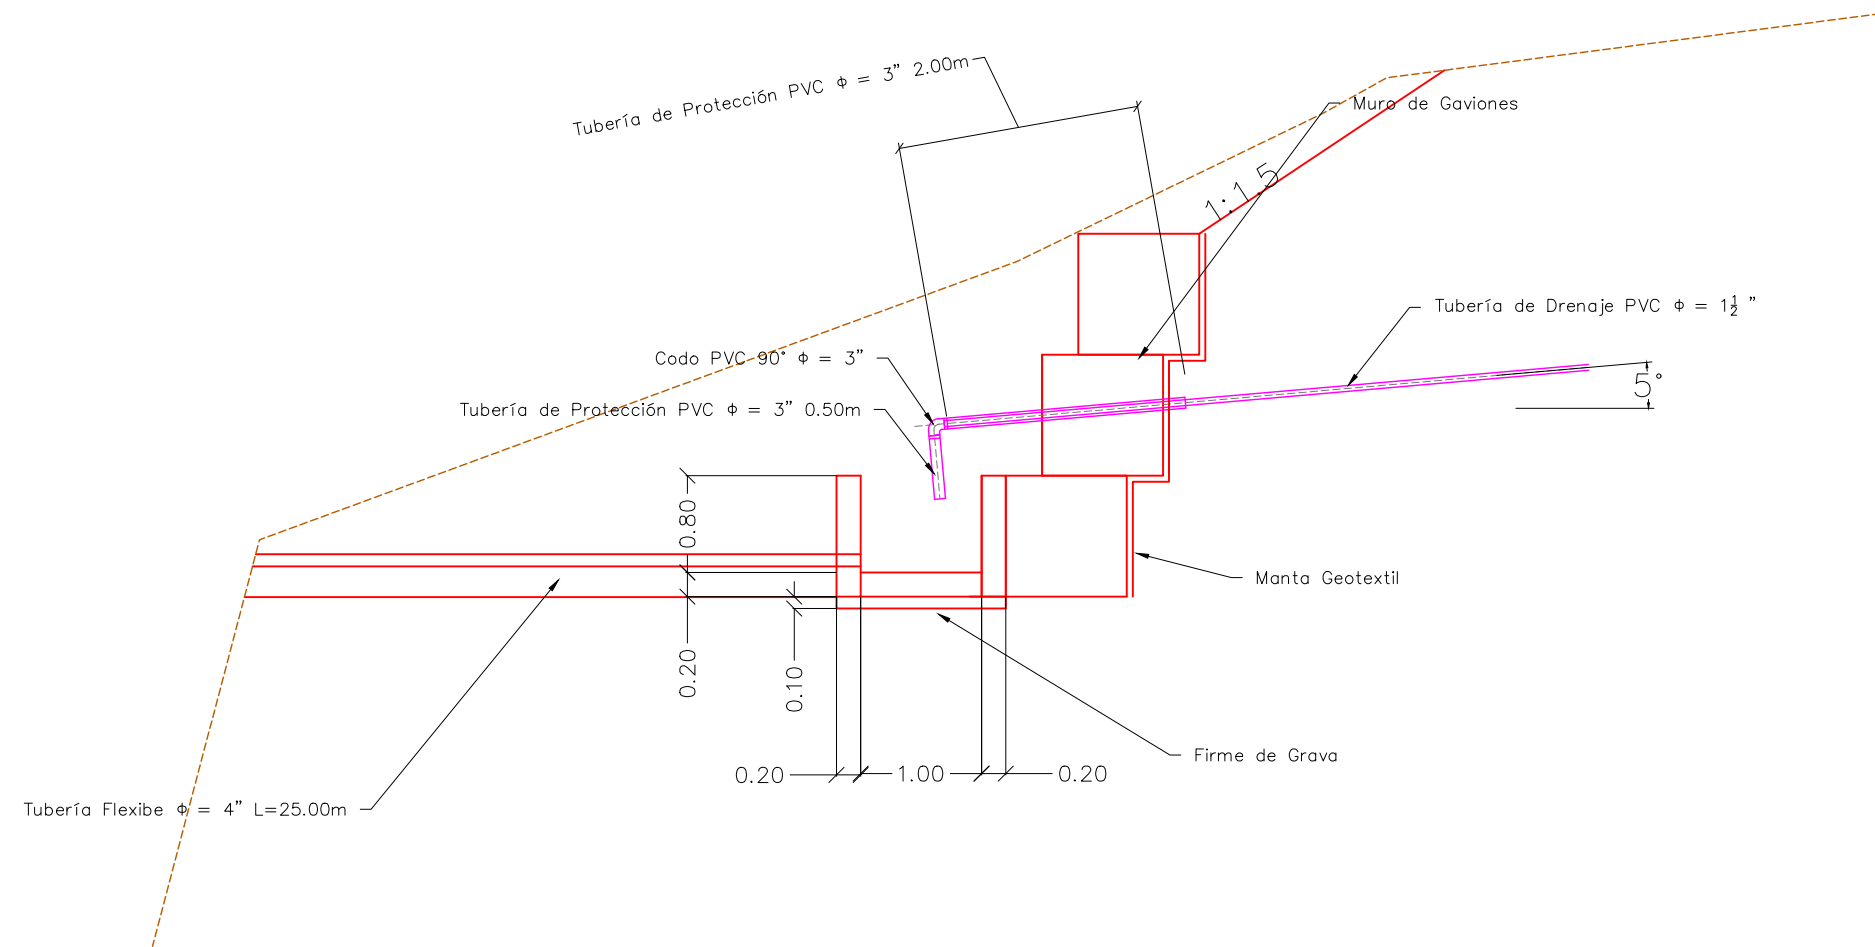 Tubería de Protección PVC ϕ = 3” 2.00m
Muro de Gaviones
1:1.5
Tubería de Drenaje PVC ϕ = 1½ ”
Codo PVC 90° ϕ = 3”
5°
Tubería de Protección PVC ϕ = 3” 0.50m
0.80
Manta Geotextil
0.20
0.10
Firme de Grava
0.20
1.00
0.20
Tubería Flexibe ϕ = 4” L=25.00m